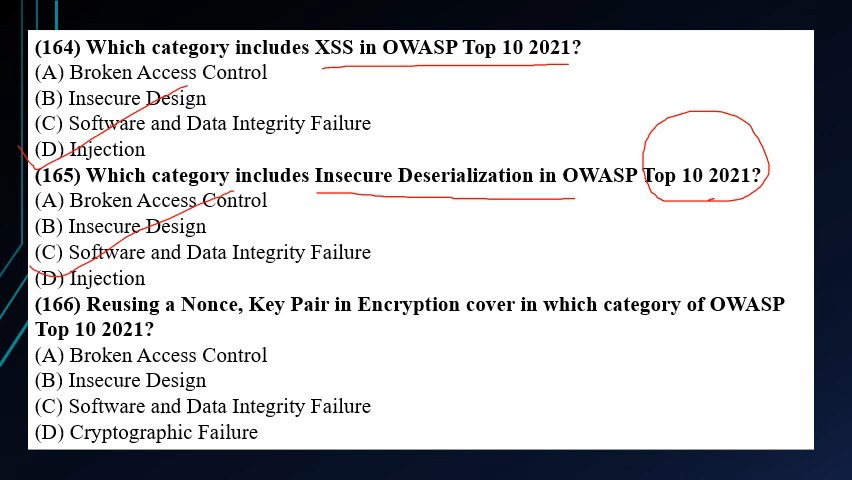 (164) Which category includes XSS in OWASP Top 10 2021?
(A) Broken Access Control
(B) Insecure Design
(C) Software and Data Integrity Failure
(D) Injection
(165) Which category includes Insecure Deserialization in OWASP Top 10 2021?
(A) Broken Access Control
(B) Insecure Design
(C) Software and Data Integrity Failure
(D) Injection
(166) Reusing a Nonce, Key Pair in Encryption cover in which category of OWASP
Top 10 2021?
(A) Broken Access Control
(B) Insecure Design
(C) Software and Data Integrity Failure
(D) Cryptographic Failure